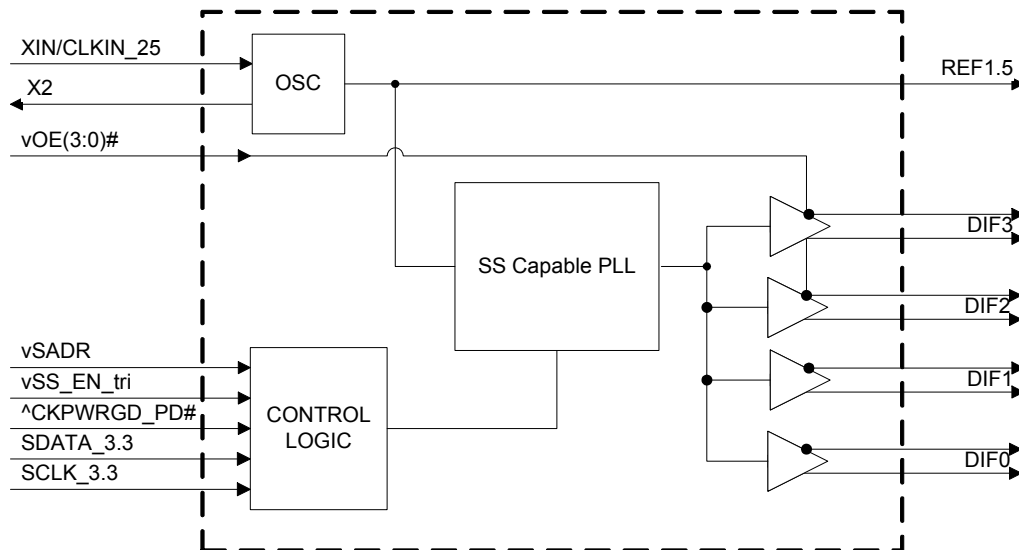 XIN/CLKIN_25
X2
vOE(3:0)#
OSC
REF1.5
SS Capable PLL
DIF3
DIF2
DIF1
DIF0
vSADR
vSS_EN_tri
^CKPWRGD_PD#
SDATA_3.3
SCLK_3.3
CONTROL
LOGIC